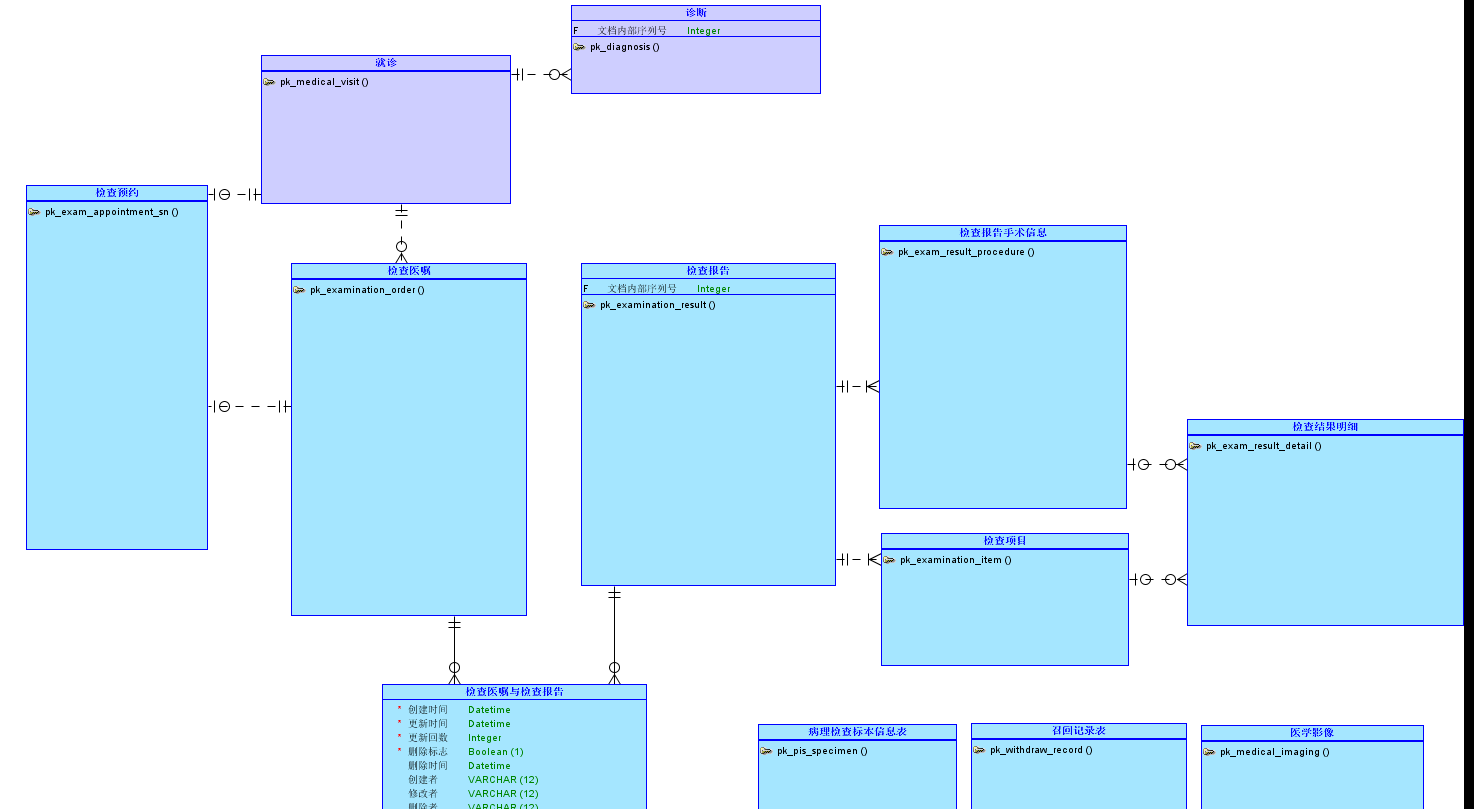 诊断
F 文档内部序列号 Integer
pk_diagnosis ()
就诊
pk_medical_visit ()
检查预约
pk_exam_appointment_sn ()
检查医嘱
pk_examination_order ()
检查报告
F 文档内部序列号 Integer
pk_examination_result ()
检查报告手术信息
pk_exam_result_procedure ()
检查结果明细
pk_exam_result_detail ()
检查项目
pk_examination_item ()
检查医嘱与检查报告
* 创建时间 Datetime
* 更新时间 Datetime
* 更新回数 Integer
* 删除标志 Boolean (1)
删除时间 Datetime
创建者 VARCHAR (12)
修改者 VARCHAR (12)
删除者 VARCHAR (12)
病理检查标本信息表
pk_pis_specimen ()
召回记录表
pk_withdraw_record ()
医学影像
pk_medical_imaging ()